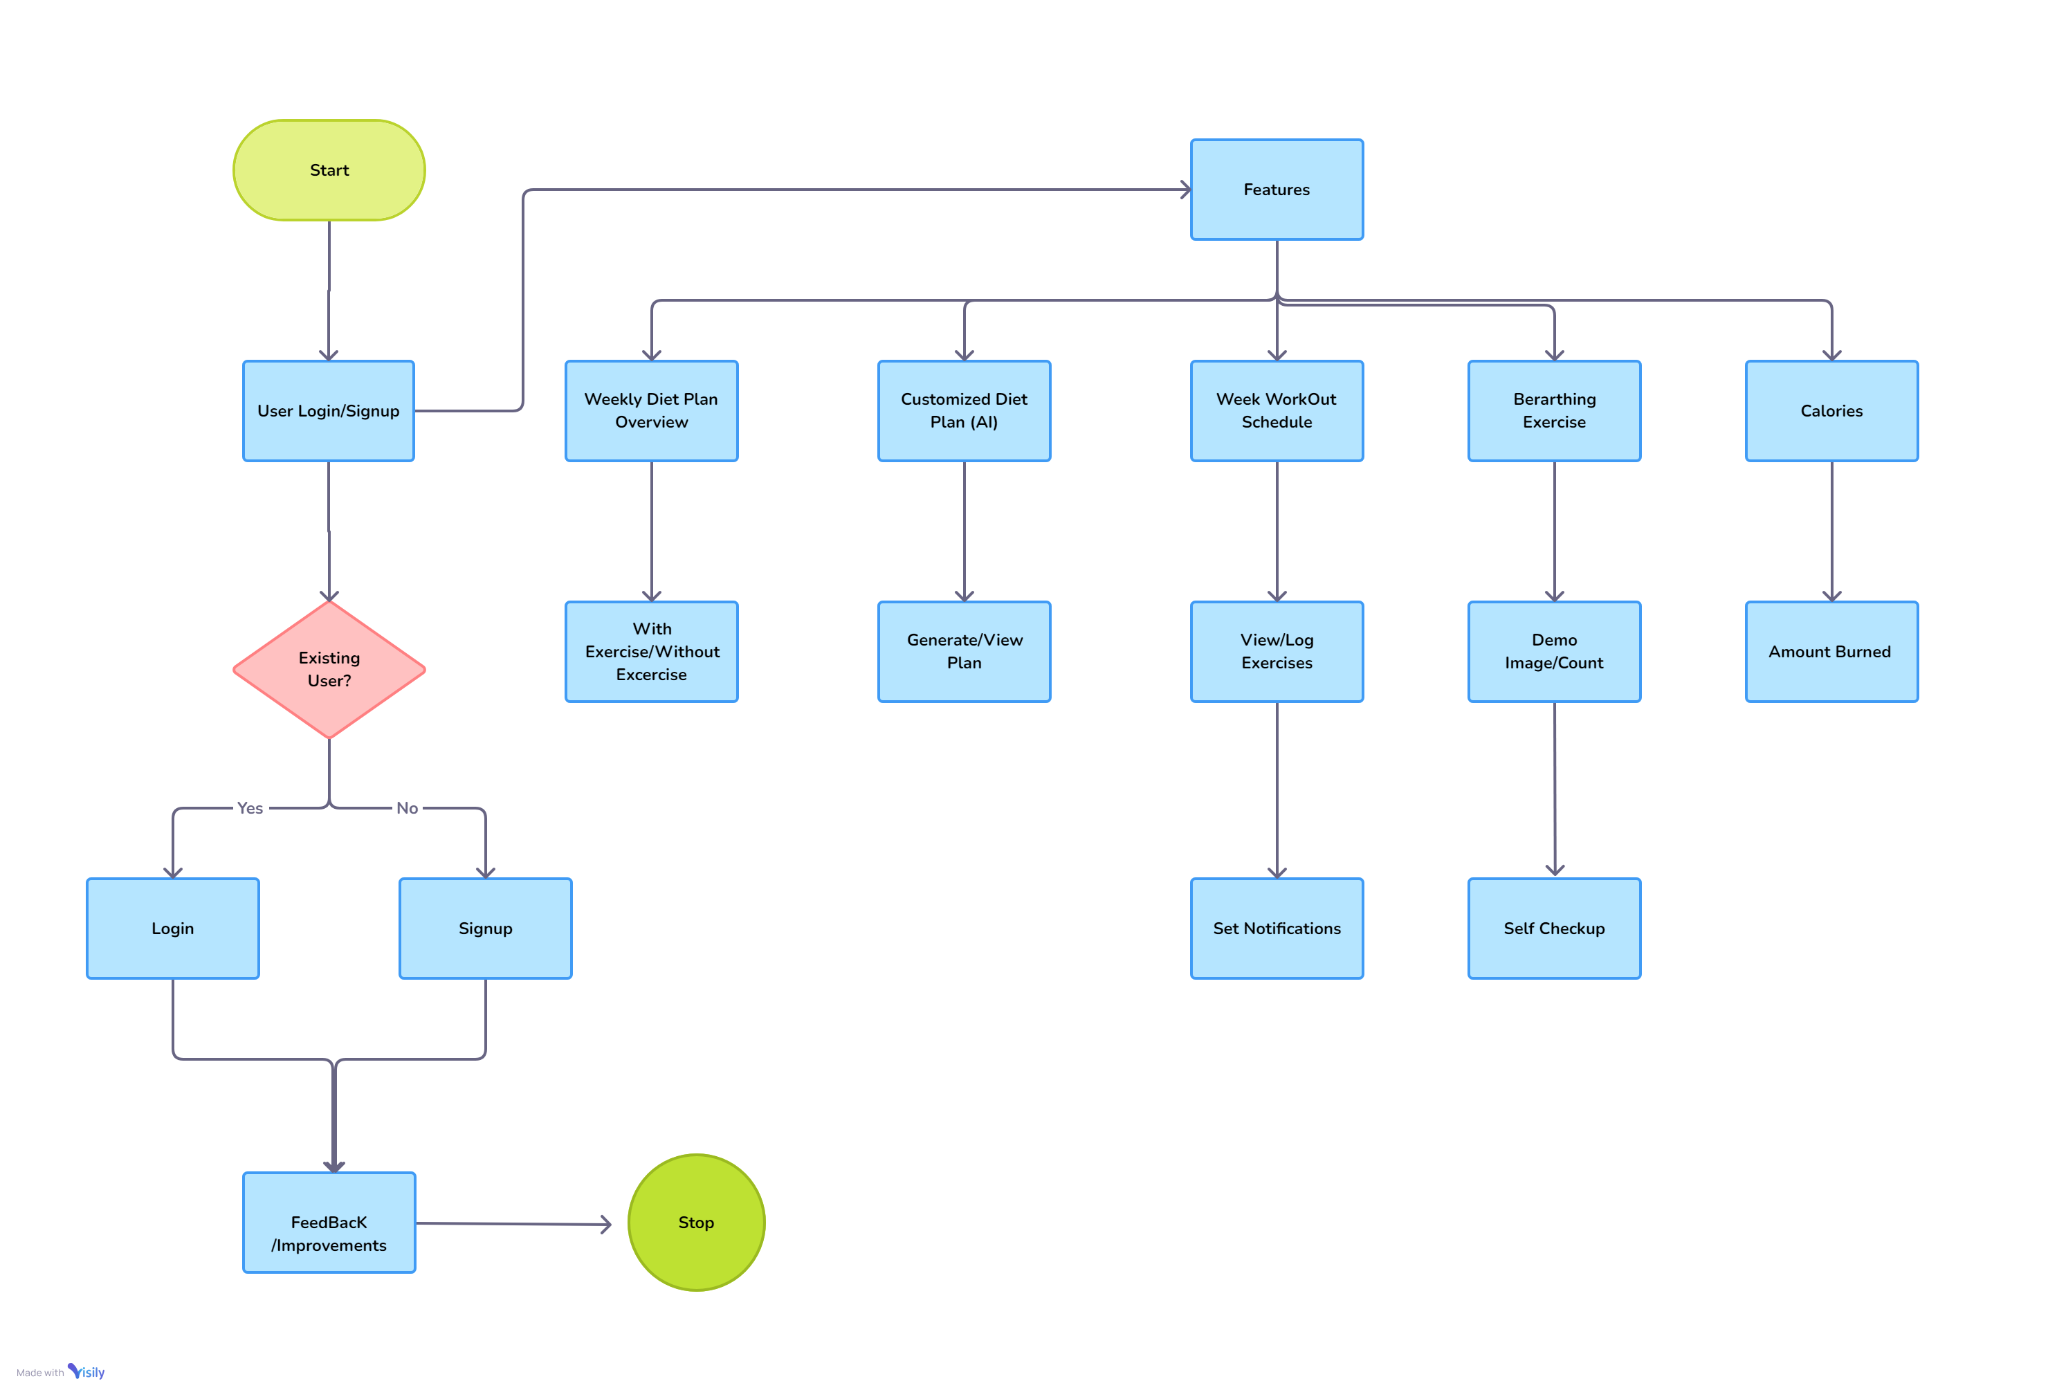 Start
Features
User Login/Signup
Weekly Diet Plan
Overview
Customized Diet
Plan (AI)
Week WorkOut
Schedule
Berarthing
Exercise
Calories
Existing
User?
With
Exercise/Without
Excercise
Generate/View
Plan
View/Log
Exercises
Demo
Image/Count
Amount Burned
Yes
No
Login
Signup
Set Notifications
Self Checkup
FeedBacK
/Improvements
Stop
Made with Visily